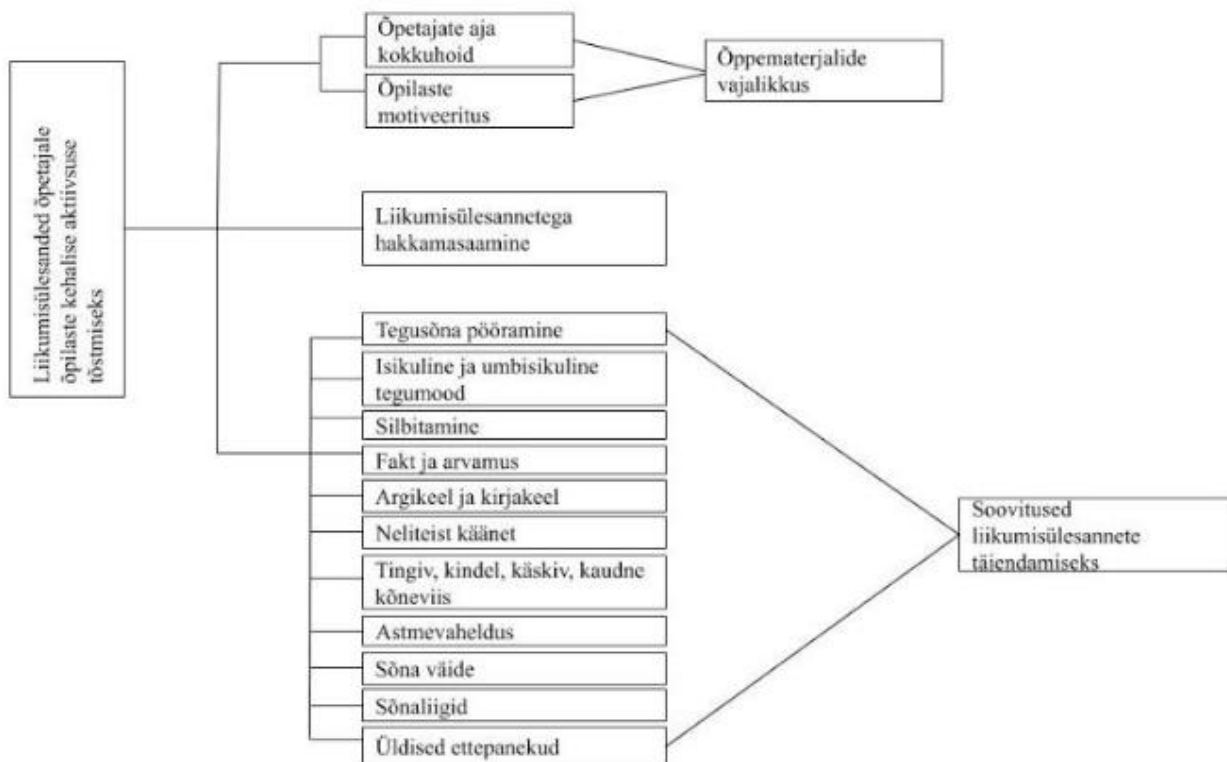 Liikumisülesanded õpetajale
õpilaste kehalise aktiivsuse
tõstmiseks
Õpetajate aja
kokkuhoid
Õpilaste
motiveeritus
Õppematerjalide
vajalikkus
Liikumisülesannetega
hakkamasaamine
Tegusõna pööramine
Isikuline ja umbisikuline
tegumood
Silbitamine
Fakt ja arvamus
Argikeel ja kirjakeel
Neliteist käänet
Tingiv, kindel, käskiv, kaudne
kõneviis
Astmevaheldus
Sõna väide
Sõnaliigid
Üldised ettepanekud
Soovitused
liikumisülesannete
täiendamiseks